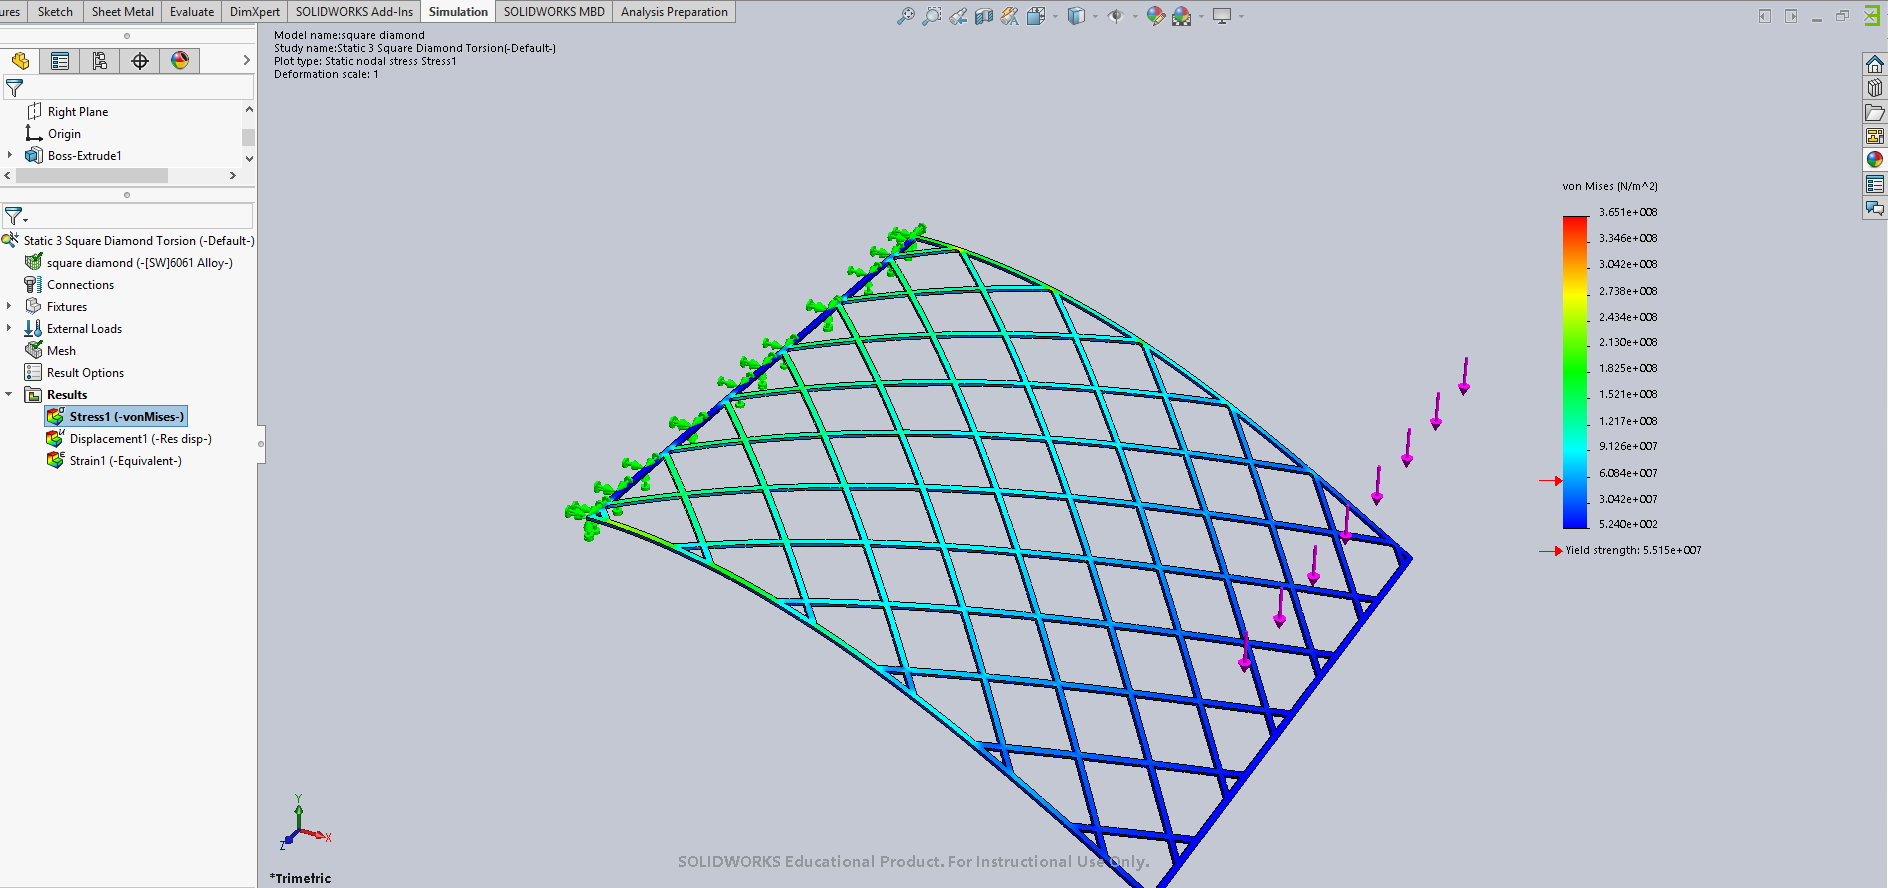 ures Sketch Sheet Metal Evaluate DimXpert SOLIDWORKS Add-Ins Simulation SOLIDWORKS MBD Analysis Preparation
Model name:square diamond
Study name:Static 3 Square Diamond Torsion(-Default-)
Plot type: Static nodal stress Stress1
Deformation scale: 1
Right Plane
Origin
Boss-Extrude1
Static 3 Square Diamond Torsion (-Default-)
square diamond (-[SW]6061 Alloy-)
Connections
Fixtures
External Loads
Mesh
Result Options
Results
Stress1 (-vonMises-)
Displacement1 (-Res disp-)
Strain1 (-Equivalent-)
von Mises (N/m^2)
3.651e+008
3.346e+008
3.042e+008
2.738e+008
2.434e+008
2.130e+008
1.825e+008
1.521e+008
1.217e+008
9.126e+007
6.084e+007
3.042e+007
5.240e+002
Yield strength: 5.515e+007
Y
X
Z
SOLIDWORKS Educational Product. For Instructional Use Only.
*Trimetric